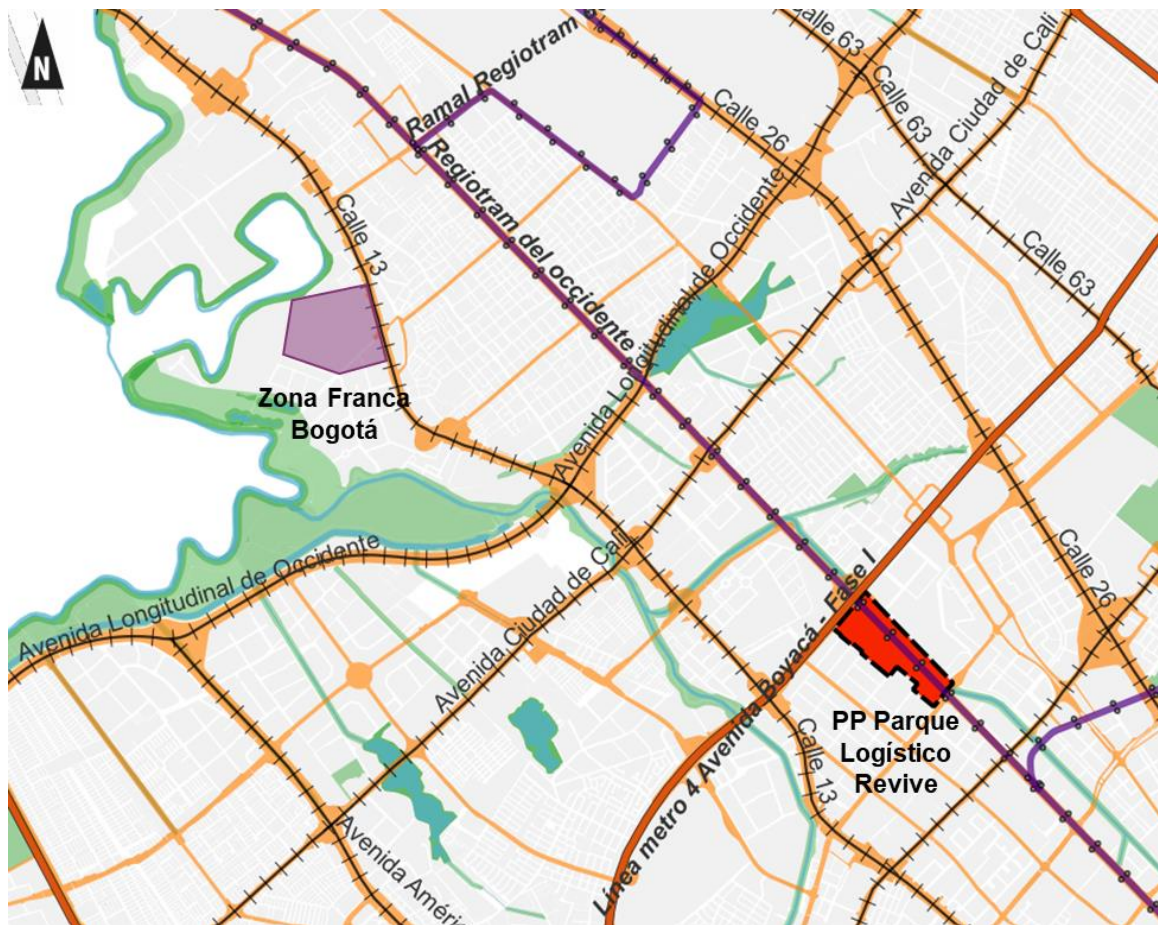 N
Ramal Regiotram
Calle 63
Calle 63
Avenida Ciudad de Cali
Calle 26
Regiotram del occidente
Calle 13
Avenida Longitudinal de Occidente
Calle 63
Zona Franca
Bogotá
Avenida Longitudinal de Occidente
Avenida Ciudad de Cali
Calle 26
Línea metro 4 Avenida Boyacá - Fase I
PP Parque
Logístico
Revive
Calle 13
Avenida Améri